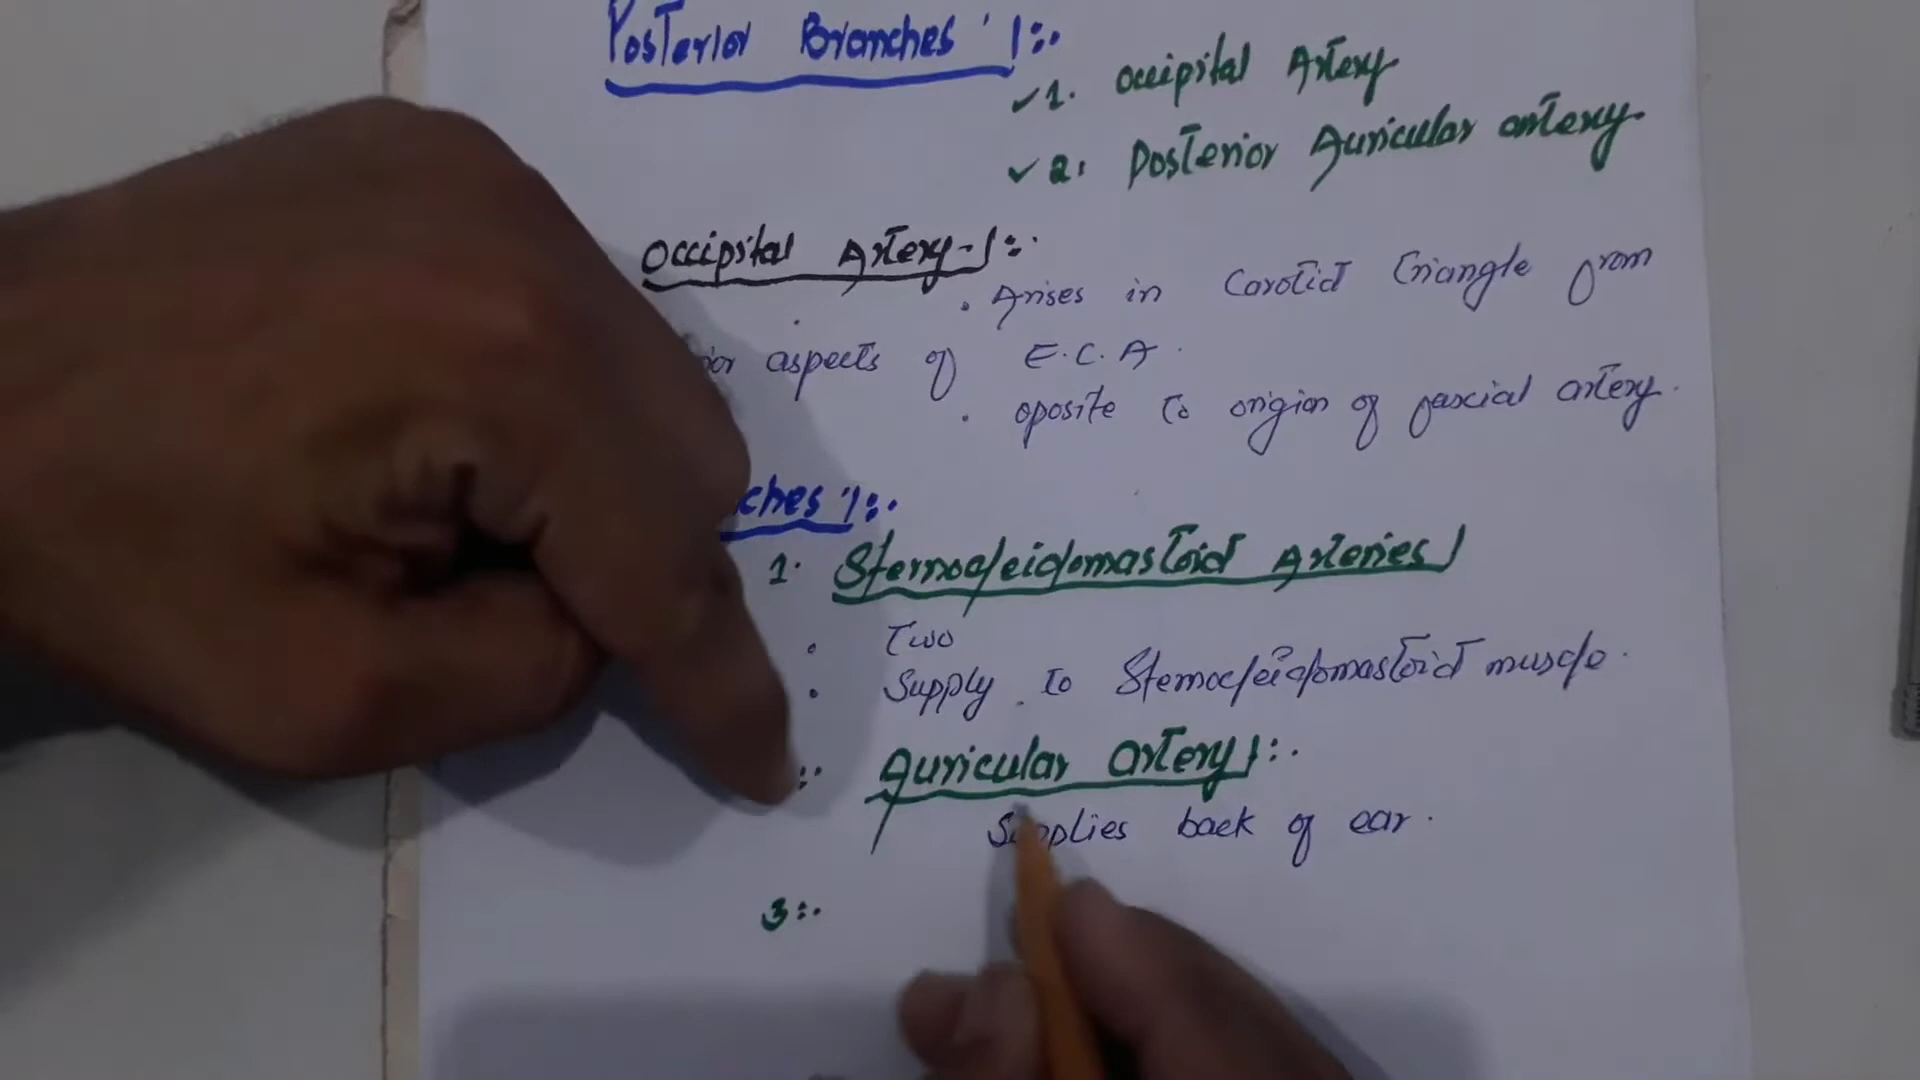 Posterior Branches :-
✓1. Occipital Artery
✓2. Posterior Auricular artery.
Occipital Artery :-
• Arises in Carotid Triangle from
ior aspects of E.C.A.
• oposite to origion of fascial artery.
ches :-
1. Sternocleidomastoid Arteries
• Two
• Supply to Sternocleidomastoid muscle.
Auricular artery :-
Supplies back of ear.
3:-